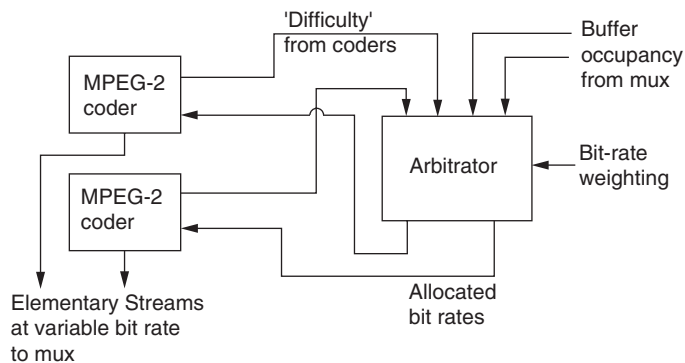 'Difficulty'
from coders
Buffer
occupancy
from mux
MPEG-2
coder
Arbitrator
Bit-rate
weighting
MPEG-2
coder
Elementary Streams
at variable bit rate
to mux
Allocated
bit rates